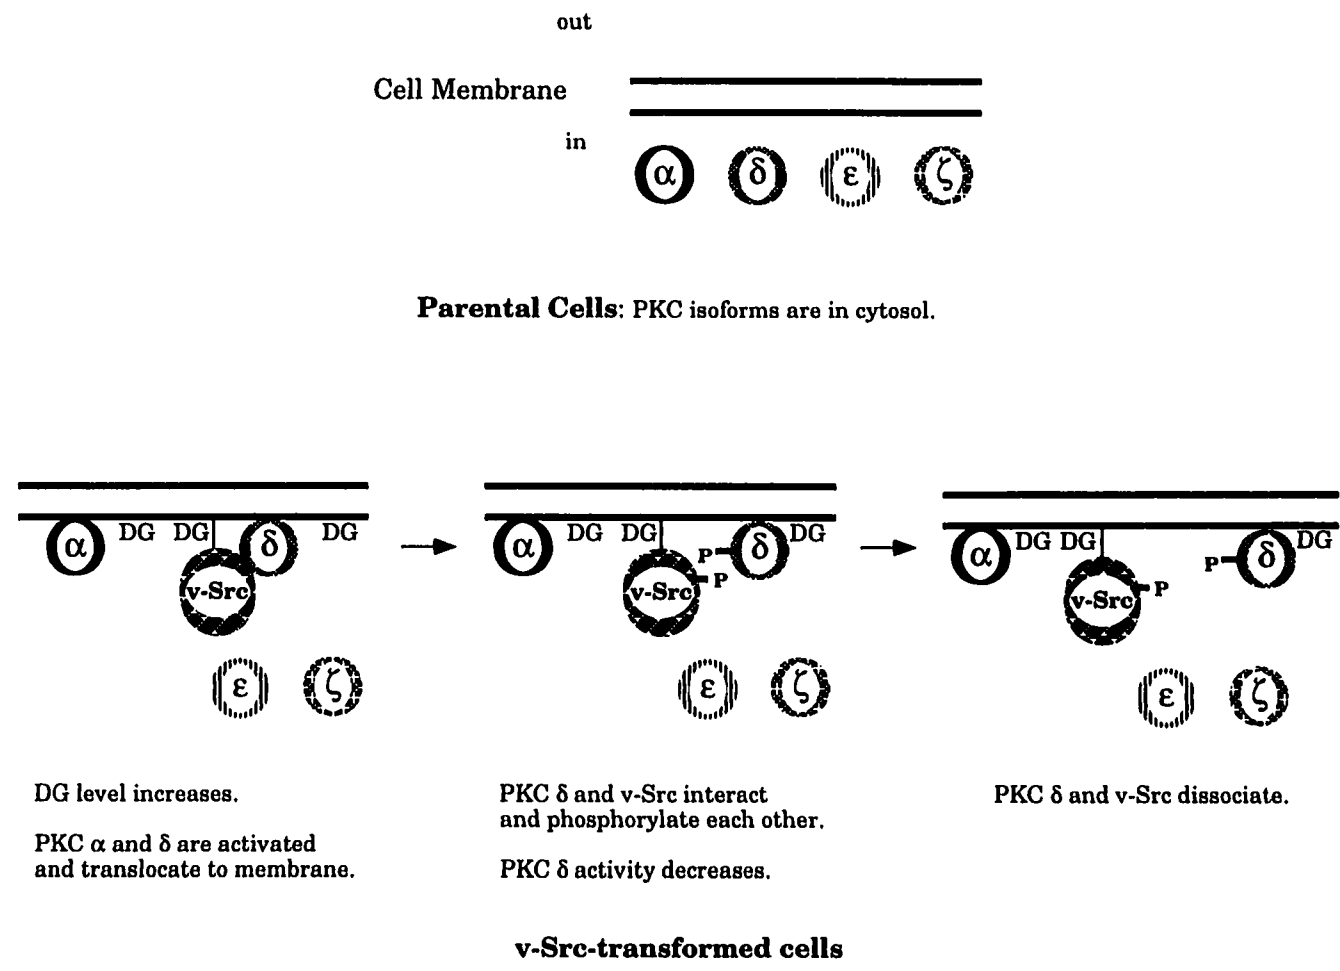 out
Cell Membrane
in
α δ ε ζ
Parental Cells: PKC isoforms are in cytosol.
α DG DG δ DG
v-Src
ε ζ
α DG DG δ DG
P
v-Src P
ε ζ
α DG DG δ DG
P
v-Src P
ε ζ
DG level increases.
PKC α and δ are activated
and translocate to membrane.
PKC δ and v-Src interact
and phosphorylate each other.
PKC δ activity decreases.
PKC δ and v-Src dissociate.
v-Src-transformed cells